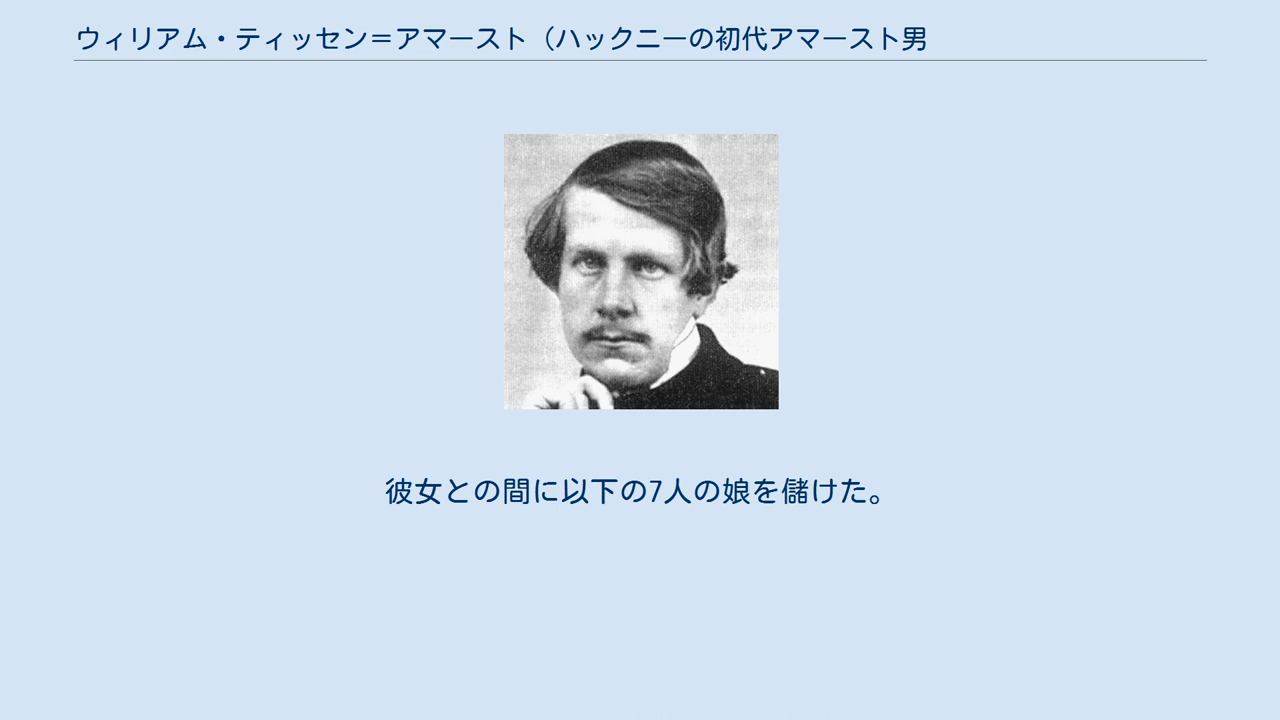 ウィリアム・ティッセン＝アマースト（ハックニーの初代アマースト男
彼女との間に以下の7人の娘を儲けた。